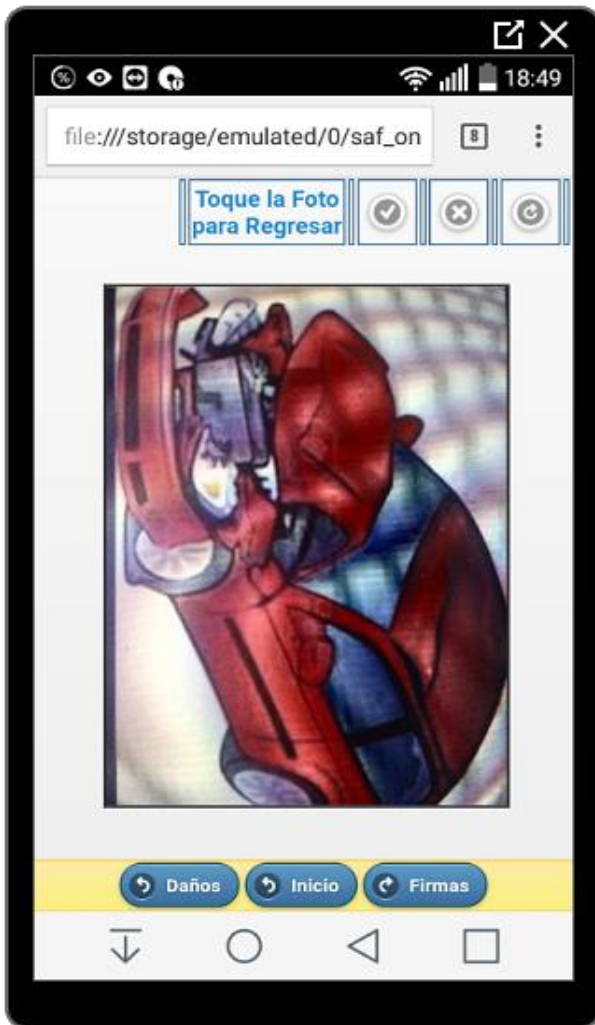 18:49
file:///storage/emulated/0/saf_on
8
Toque la Foto
para Regresar
Daños
Inicio
Firmas